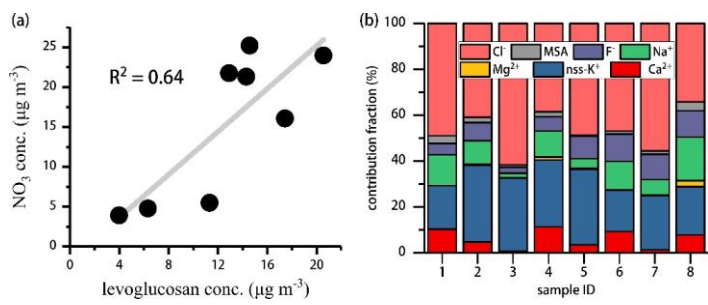 (a)
NO3 conc. (μg m-3)
25
20
15
10
5
0
R² = 0.64
0 4 8 12 16 20
levoglucosan conc. (μg m-3)
(b)
contribution fraction (%)
100
80
60
40
20
0
Cl- MSA F- Na+
Mg2+ nss-K+ Ca2+
1 2 3 4 5 6 7 8
sample ID